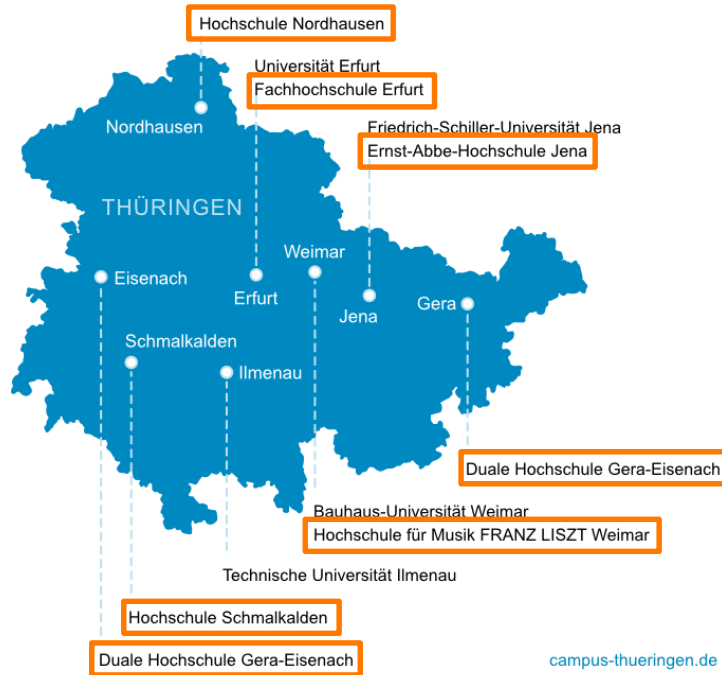 Hochschule Nordhausen
Universität Erfurt
Fachhochschule Erfurt
Friedrich-Schiller-Universität Jena
Ernst-Abbe-Hochschule Jena
Nordhausen
THÜRINGEN
Weimar
Eisenach
Erfurt
Jena
Gera
Schmalkalden
Ilmenau
Duale Hochschule Gera-Eisenach
Bauhaus-Universität Weimar
Hochschule für Musik FRANZ LISZT Weimar
Technische Universität Ilmenau
Hochschule Schmalkalden
Duale Hochschule Gera-Eisenach
campus-thueringen.de